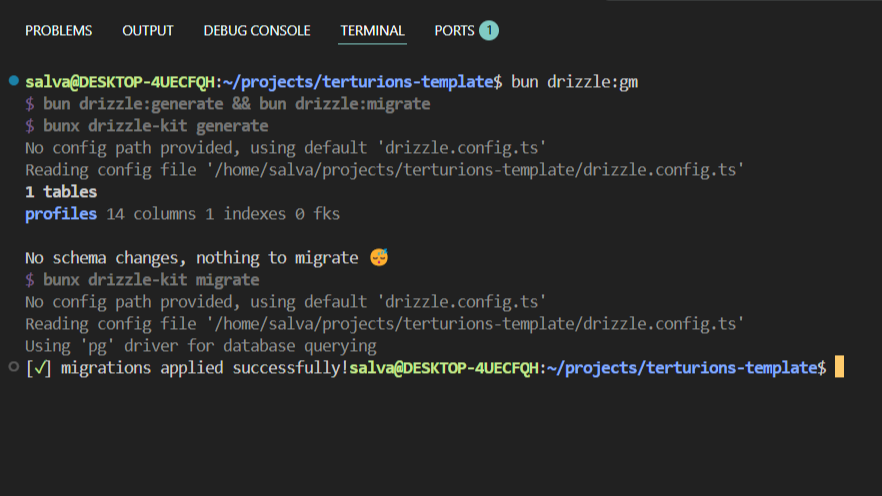 PROBLEMS OUTPUT DEBUG CONSOLE TERMINAL PORTS 1
salva@DESKTOP-4UECFQH:~/projects/terturions-template$ bun drizzle:gm
$ bun drizzle:generate && bun drizzle:migrate
$ bunx drizzle-kit generate
No config path provided, using default 'drizzle.config.ts'
Reading config file '/home/salva/projects/terturions-template/drizzle.config.ts'
1 tables
profiles 14 columns 1 indexes 0 fks
No schema changes, nothing to migrate 😴
$ bunx drizzle-kit migrate
No config path provided, using default 'drizzle.config.ts'
Reading config file '/home/salva/projects/terturions-template/drizzle.config.ts'
Using 'pg' driver for database querying
[✓] migrations applied successfully!salva@DESKTOP-4UECFQH:~/projects/terturions-template$